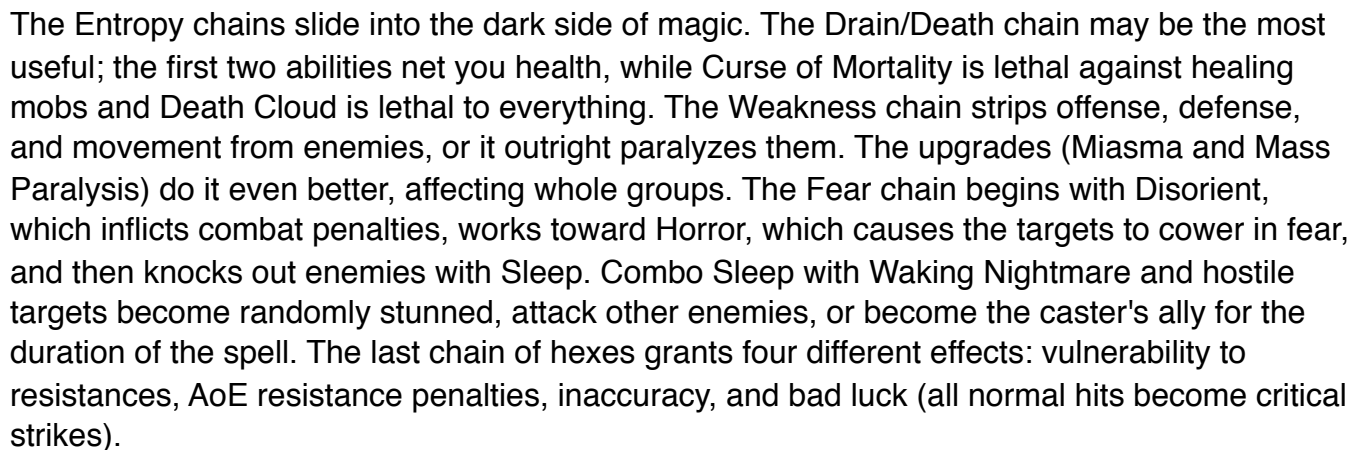 The Entropy chains slide into the dark side of magic. The Drain/Death chain may be the most
useful; the first two abilities net you health, while Curse of Mortality is lethal against healing
mobs and Death Cloud is lethal to everything. The Weakness chain strips offense, defense,
and movement from enemies, or it outright paralyzes them. The upgrades (Miasma and Mass
Paralysis) do it even better, affecting whole groups. The Fear chain begins with Disorient,
which inflicts combat penalties, works toward Horror, which causes the targets to cower in fear,
and then knocks out enemies with Sleep. Combo Sleep with Waking Nightmare and hostile
targets become randomly stunned, attack other enemies, or become the caster's ally for the
duration of the spell. The last chain of hexes grants four different effects: vulnerability to
resistances, AoE resistance penalties, inaccuracy, and bad luck (all normal hits become critical
strikes).